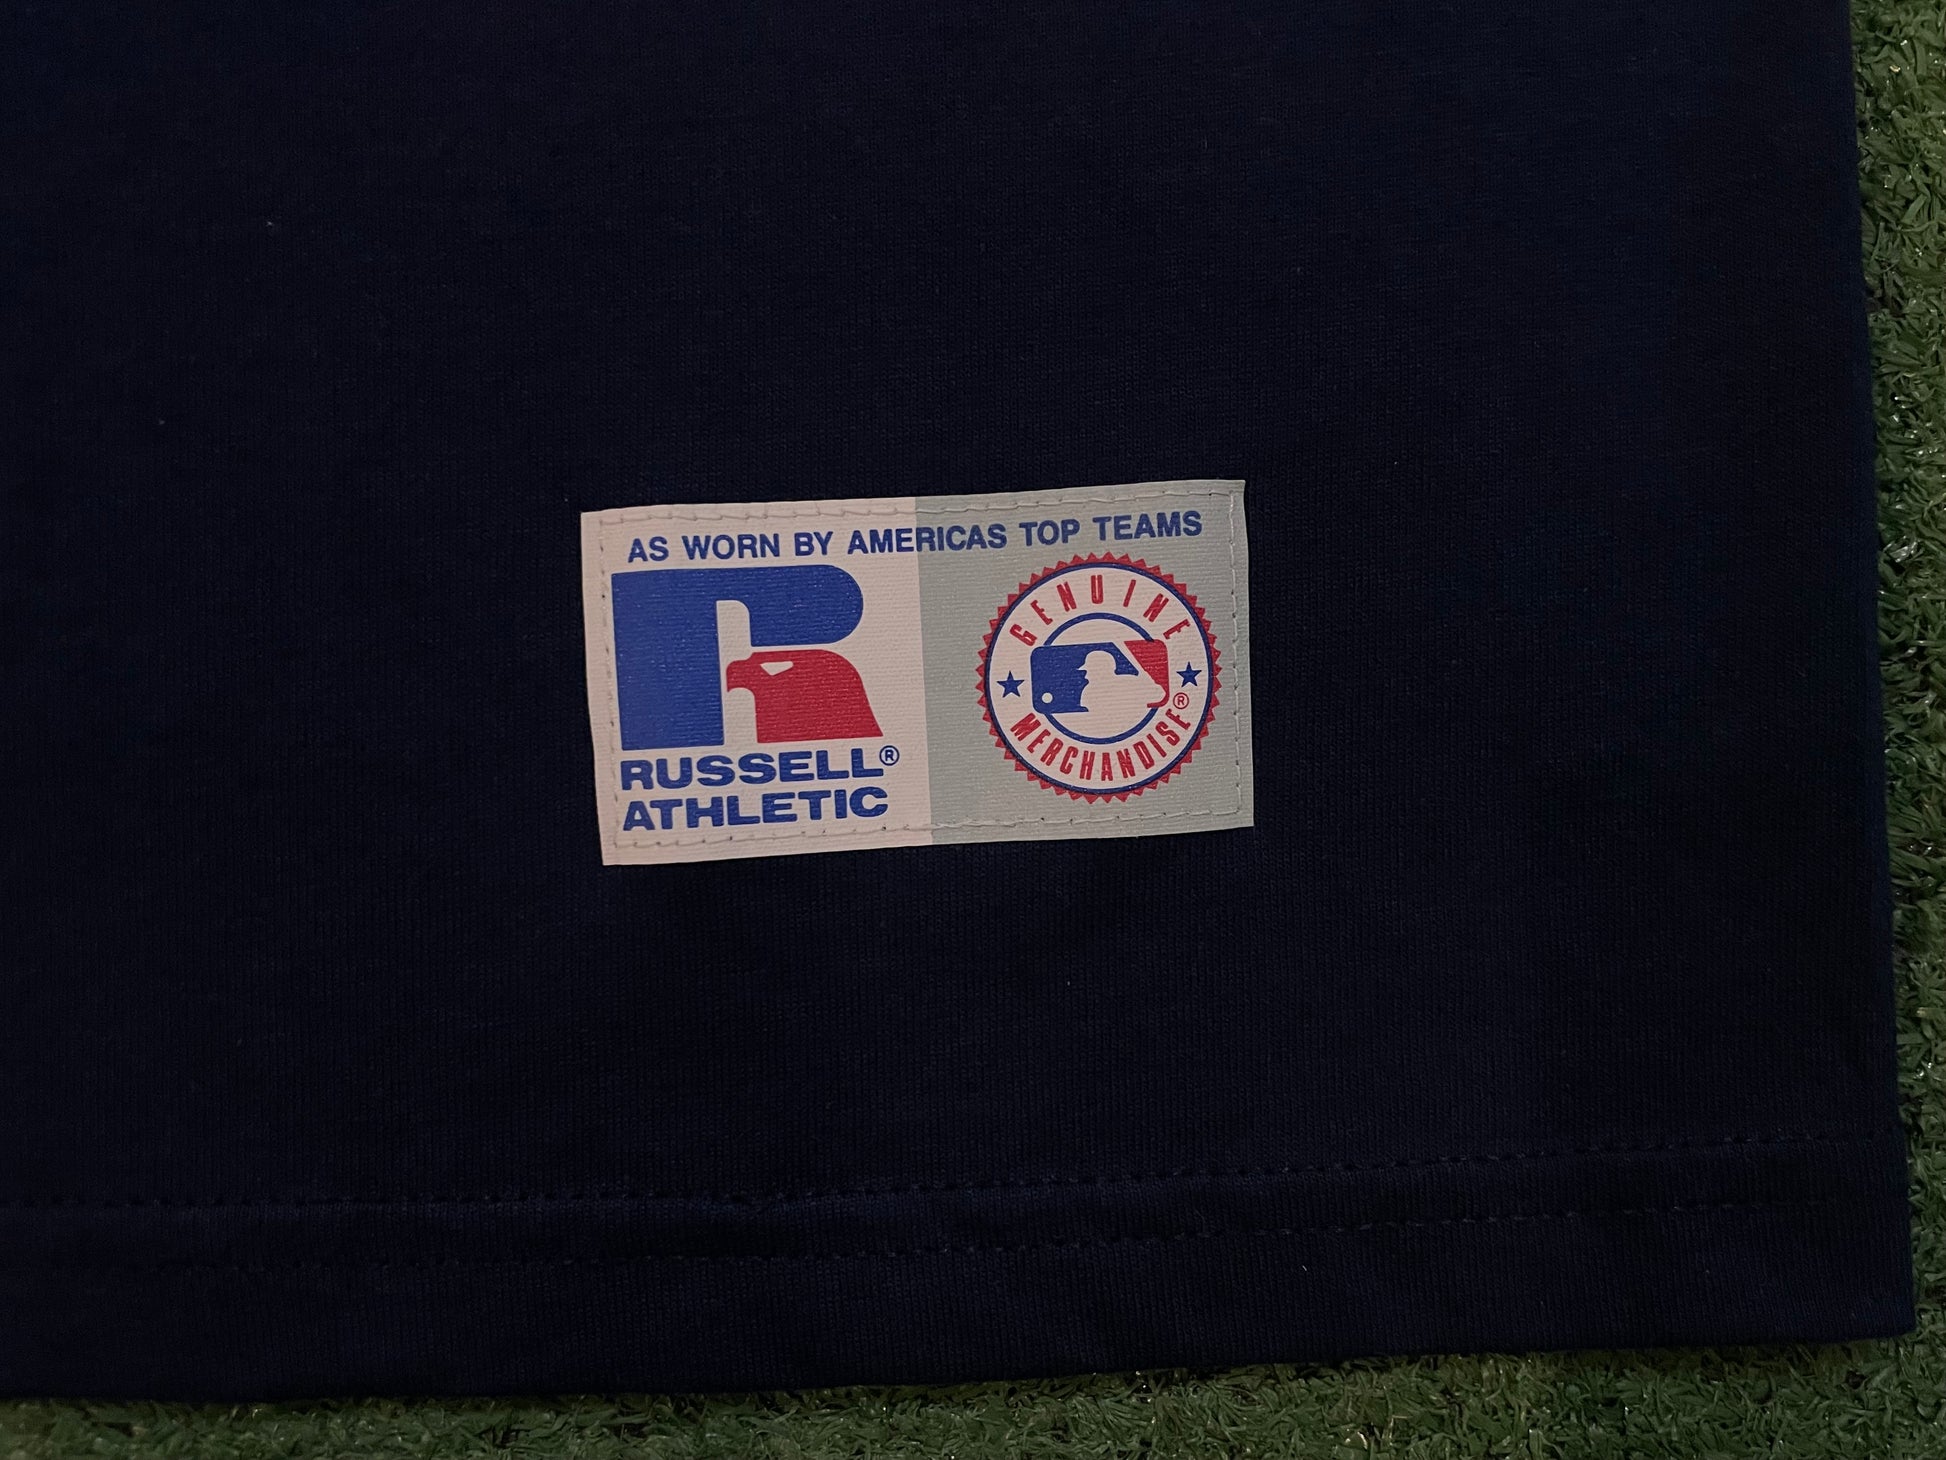 AS WORN BY AMERICAS TOP TEAMS
RUSSELL®
ATHLETIC
GENUINE
MERCHANDISE®